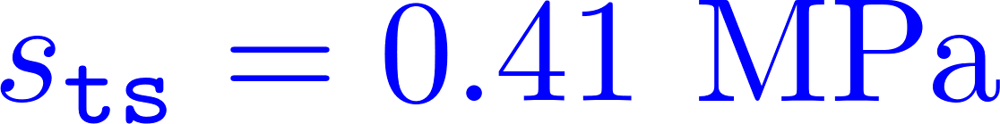 s_ts = 0.41 MPa